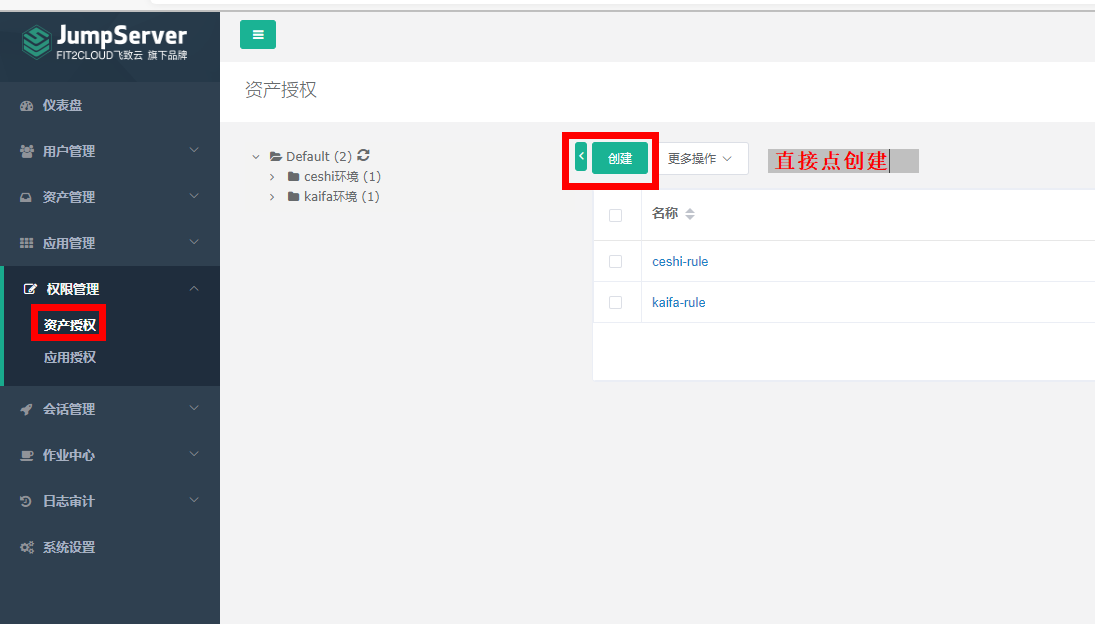 JumpServer
FIT2CLOUD飞致云 旗下品牌
仪表盘
用户管理
资产管理
应用管理
权限管理
资产授权
应用授权
会话管理
作业中心
日志审计
系统设置
资产授权
Default (2)
ceshi环境 (1)
kaifa环境 (1)
创建 更多操作 直接点创建
名称
ceshi-rule
kaifa-rule